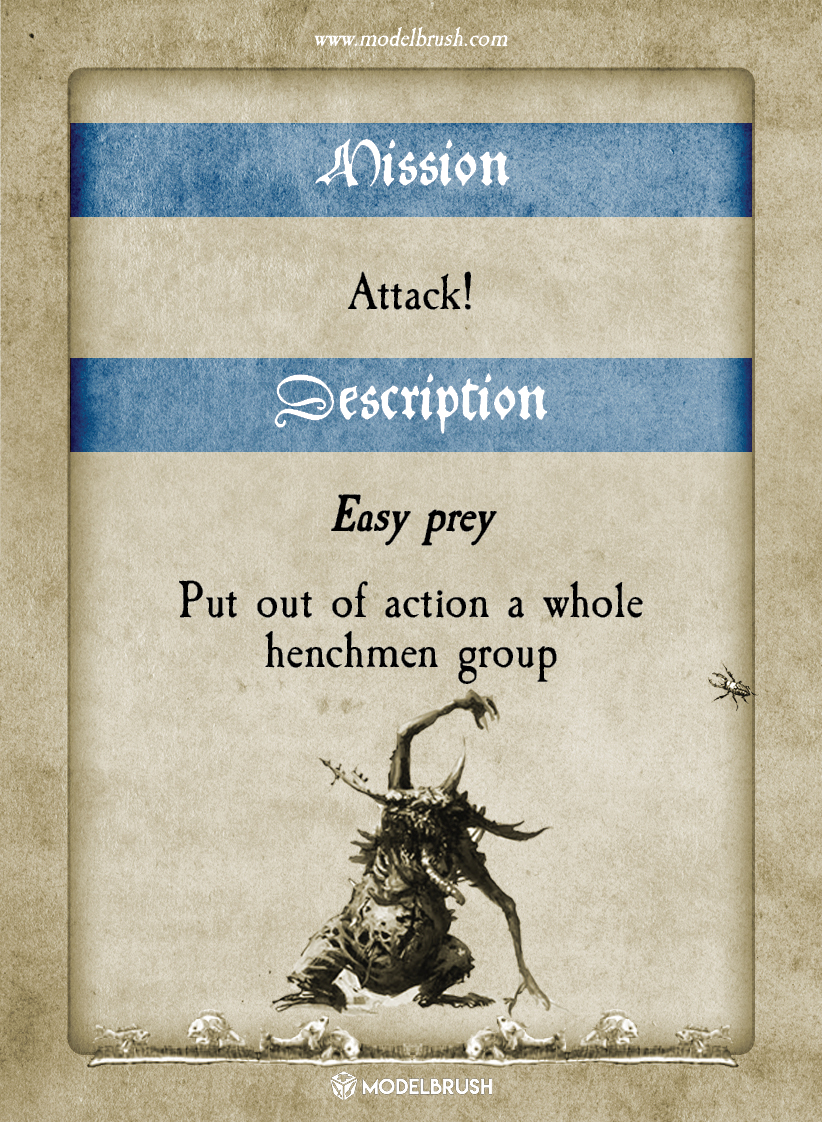 www.modelbrush.com
Mission
Attack!
Description
Easy prey
Put out of action a whole
henchmen group
MODELBRUSH